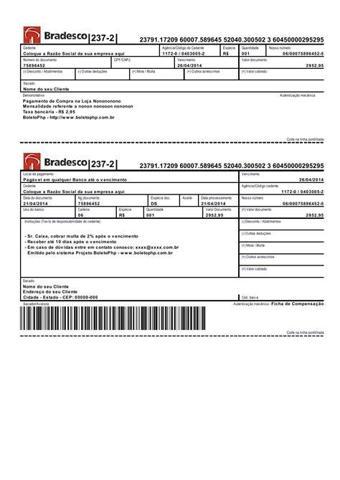 Bradesco |237-2| 23791.17209 60007.589645 52040.300502 3 60450000295295
Cedente Agência/Código do Cedente Espécie Quantidade Nosso número
Coloque a Razão Social da sua empresa aqui 1172-0 / 0403005-2 R$ 001 06/00075896452-5
Número do documento CPF/CNPJ Vencimento Valor documento
75896452 26/04/2014 2952,95
(-) Desconto / Abatimentos (-) Outras deduções (+) Mora / Multa (+) Outros acréscimos (=) Valor cobrado
Sacado
Nome do seu Cliente
Demonstrativo Autenticação mecânica
Pagamento de Compra na Loja Nonononono
Mensalidade referente a nonon nonooon nononon
Taxa bancária - R$ 2,95
BoletoPhp - http://www.boletophp.com.br
Corte na linha pontilhada
Bradesco |237-2| 23791.17209 60007.589645 52040.300502 3 60450000295295
Local de pagamento Vencimento
Pagável em qualquer Banco até o vencimento 26/04/2014
Cedente Agência/Código cedente
Coloque a Razão Social da sua empresa aqui 1172-0 / 0403005-2
Data do documento No documento Espécie doc. Aceite Data processamento Nosso número
21/04/2014 75896452 DS 21/04/2014 06/00075896452-5
Uso do banco Carteira Espécie Quantidade Valor Documento (=) Valor documento
06 R$ 001 2952,95 2952,95
Instruções (Texto de responsabilidade do cedente) (-) Desconto / Abatimentos
(-) Outras deduções
- Sr. Caixa, cobrar multa de 2% após o vencimento
- Receber até 10 dias após o vencimento (+) Mora / Multa
- Em caso de dúvidas entre em contato conosco: xxxx@xxxx.com.br
Emitido pelo sistema Projeto BoletoPhp - www.boletophp.com.br (+) Outros acréscimos
(=) Valor cobrado
Sacado
Nome do seu Cliente
Endereço do seu Cliente
Cidade - Estado - CEP: 00000-000 Cód. baixa
Sacador/Avalista Autenticação mecânica - Ficha de Compensação
Corte na linha pontilhada